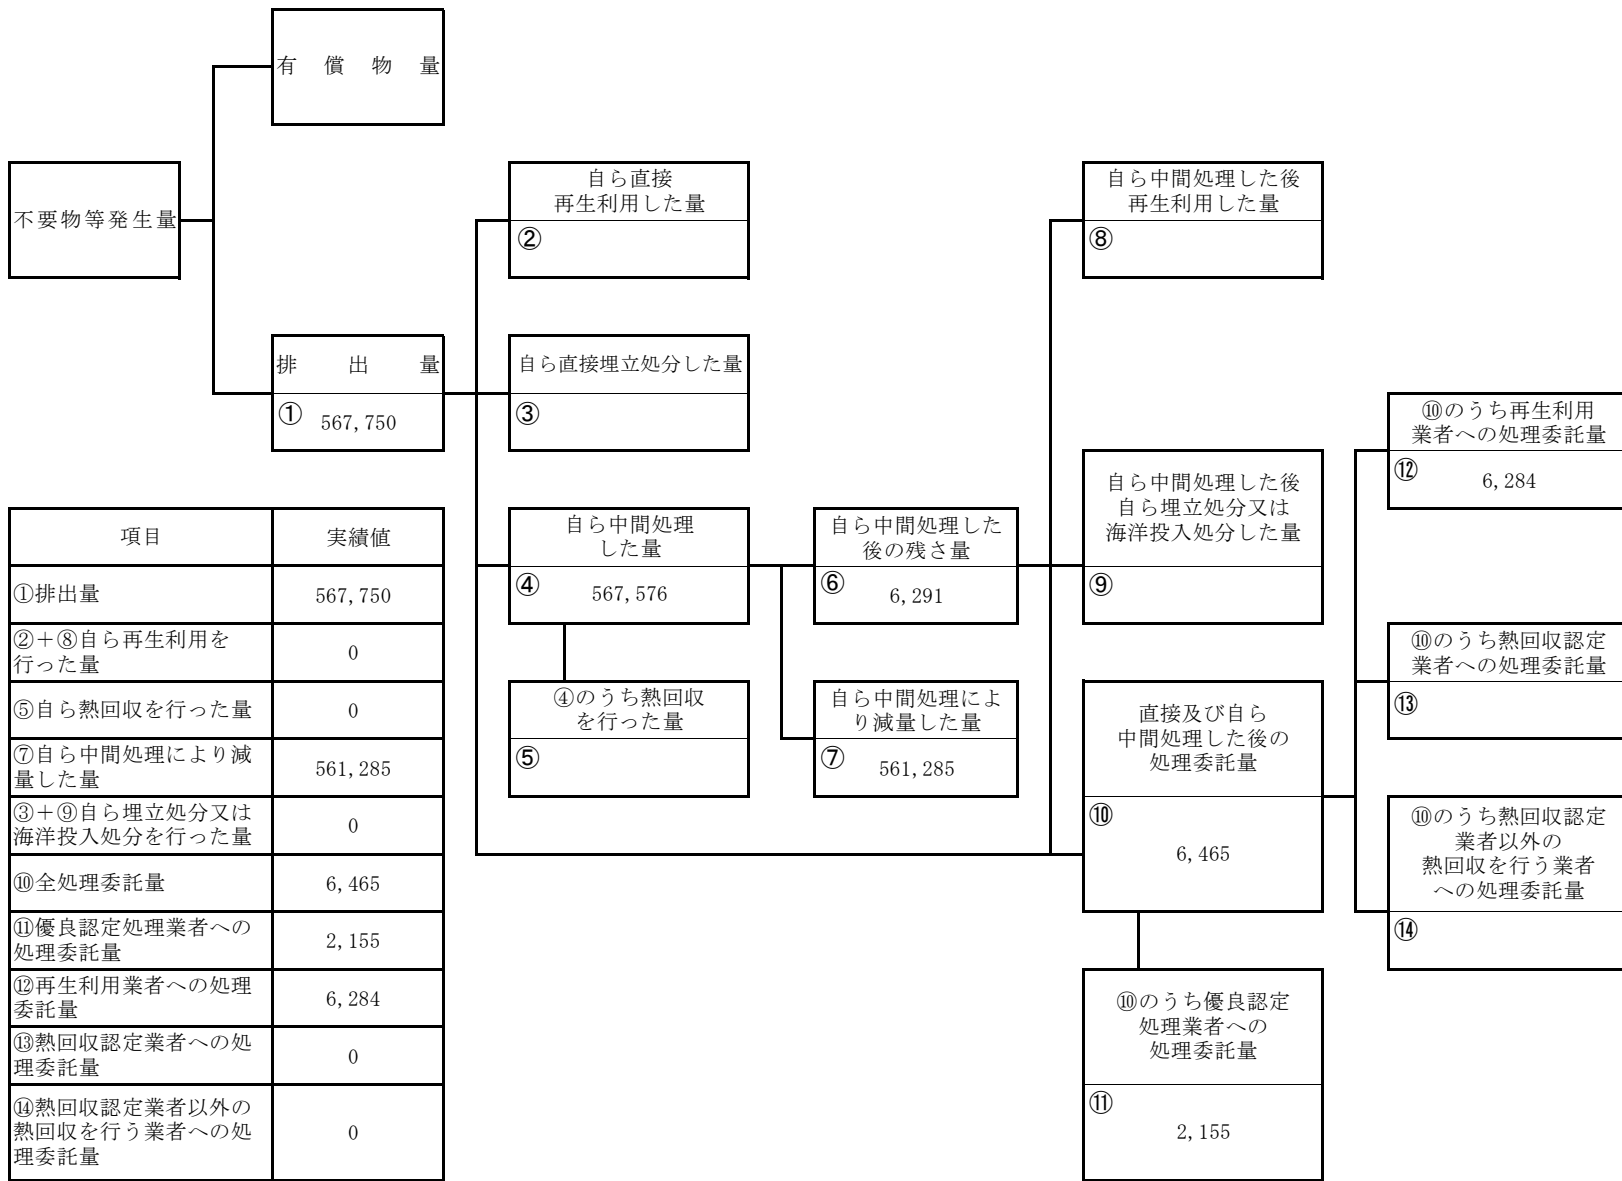 有償物量
不要物等発生量
自ら直接
再生利用した量
②
自ら中間処理した後
再生利用した量
⑧
排出量
① 567,750
自ら直接埋立処分した量
③
⑩のうち再生利用
業者への処理委託量
⑫ 6,284
自ら中間処理
した量
④ 567,576
自ら中間処理した
後の残さ量
⑥ 6,291
自ら中間処理した後
自ら埋立処分又は
海洋投入処分した量
⑨
⑩のうち熱回収認定
業者への処理委託量
⑬
④のうち熱回収
を行った量
⑤
自ら中間処理によ
り減量した量
⑦ 561,285
直接及び自ら
中間処理した後の
処理委託量
⑩
6,465
⑩のうち熱回収認定
業者以外の
熱回収を行う業者
への処理委託量
⑭
⑩のうち優良認定
処理業者への
処理委託量
⑪
2,155
項目 実績値
①排出量 567,750
②+⑧自ら再生利用を
行った量 0
⑤自ら熱回収を行った量 0
⑦自ら中間処理により減
量した量 561,285
③+⑨自ら埋立処分又は
海洋投入処分を行った量 0
⑩全処理委託量 6,465
⑪優良認定処理業者への
処理委託量 2,155
⑫再生利用業者への処理
委託量 6,284
⑬熱回収認定業者への処
理委託量 0
⑭熱回収認定業者以外の
熱回収を行う業者への処
理委託量 0